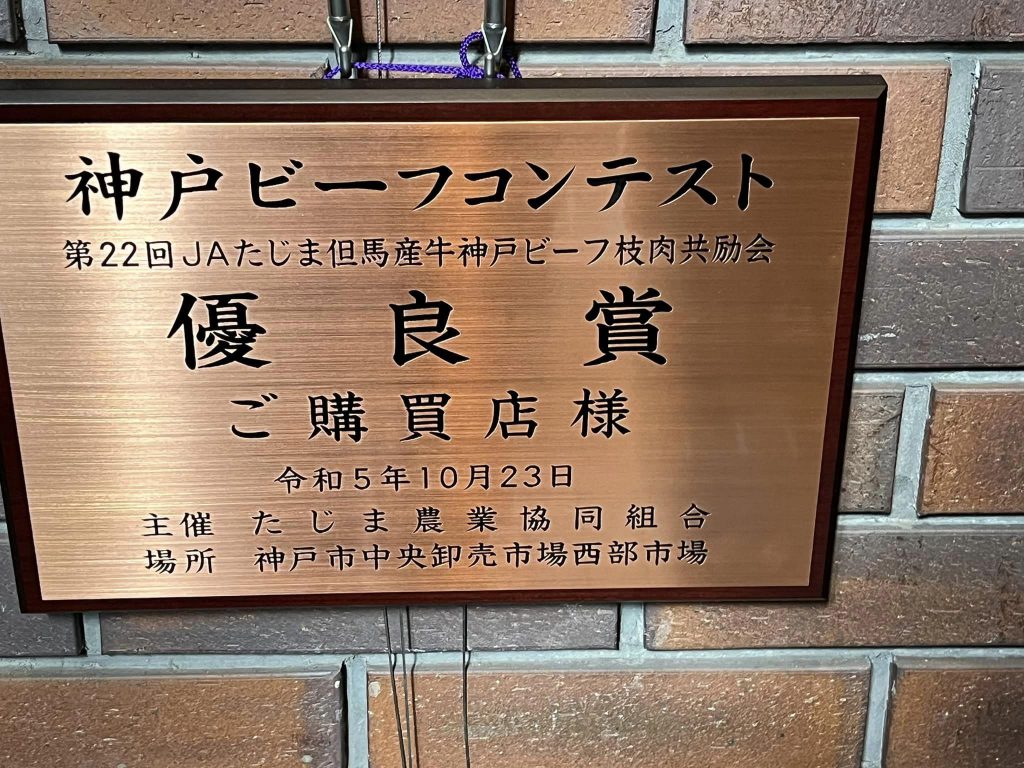 神戸ビーフコンテスト
第22回JAたじま但馬産牛神戸ビーフ枝肉共励会
優良賞
ご購買店様
令和5年10月23日
主催 たじま農業協同組合
場所 神戸市中央卸売市場西部市場